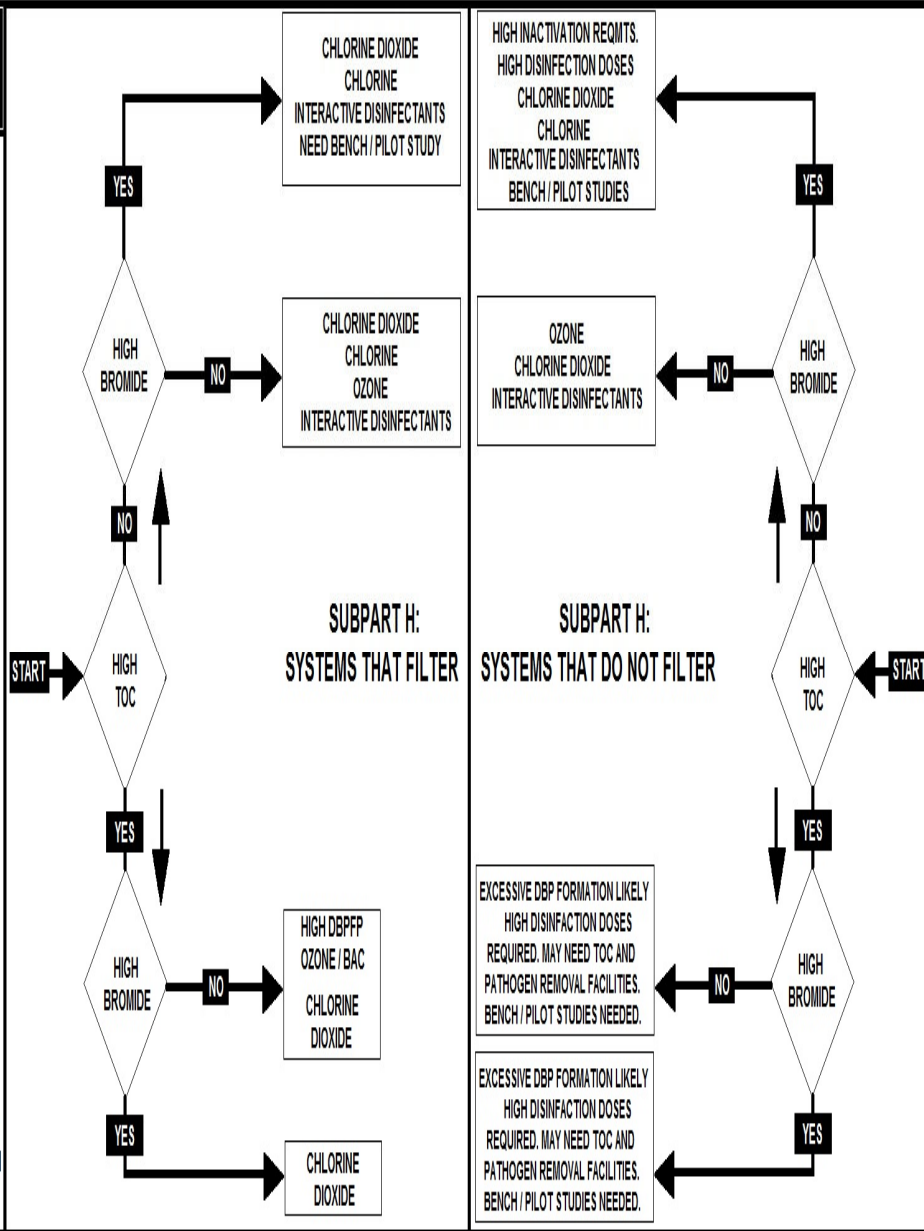 CHLORINE DIOXIDE
CHLORINE
INTERACTIVE DISINFECTANTS
NEED BENCH / PILOT STUDY
YES
HIGH
BROMIDE
NO
CHLORINE DIOXIDE
CHLORINE
OZONE
INTERACTIVE DISINFECTANTS
NO
START
HIGH
TOC
SUBPART H:
SYSTEMS THAT FILTER
YES
HIGH
BROMIDE
NO
HIGH DBPFP
OZONE / BAC
CHLORINE
DIOXIDE
YES
CHLORINE
DIOXIDE
HIGH INACTIVATION REQMTS.
HIGH DISINFECTION DOSES
CHLORINE DIOXIDE
CHLORINE
INTERACTIVE DISINFECTANTS
BENCH / PILOT STUDIES
YES
OZONE
CHLORINE DIOXIDE
INTERACTIVE DISINFECTANTS
NO
HIGH
BROMIDE
NO
SUBPART H:
SYSTEMS THAT DO NOT FILTER
HIGH
TOC
START
YES
EXCESSIVE DBP FORMATION LIKELY
HIGH DISINFACTION DOSES
REQUIRED. MAY NEED TOC AND
PATHOGEN REMOVAL FACILITIES.
BENCH / PILOT STUDIES NEEDED.
NO
HIGH
BROMIDE
EXCESSIVE DBP FORMATION LIKELY
HIGH DISINFACTION DOSES
REQUIRED. MAY NEED TOC AND
PATHOGEN REMOVAL FACILITIES.
BENCH / PILOT STUDIES NEEDED.
YES